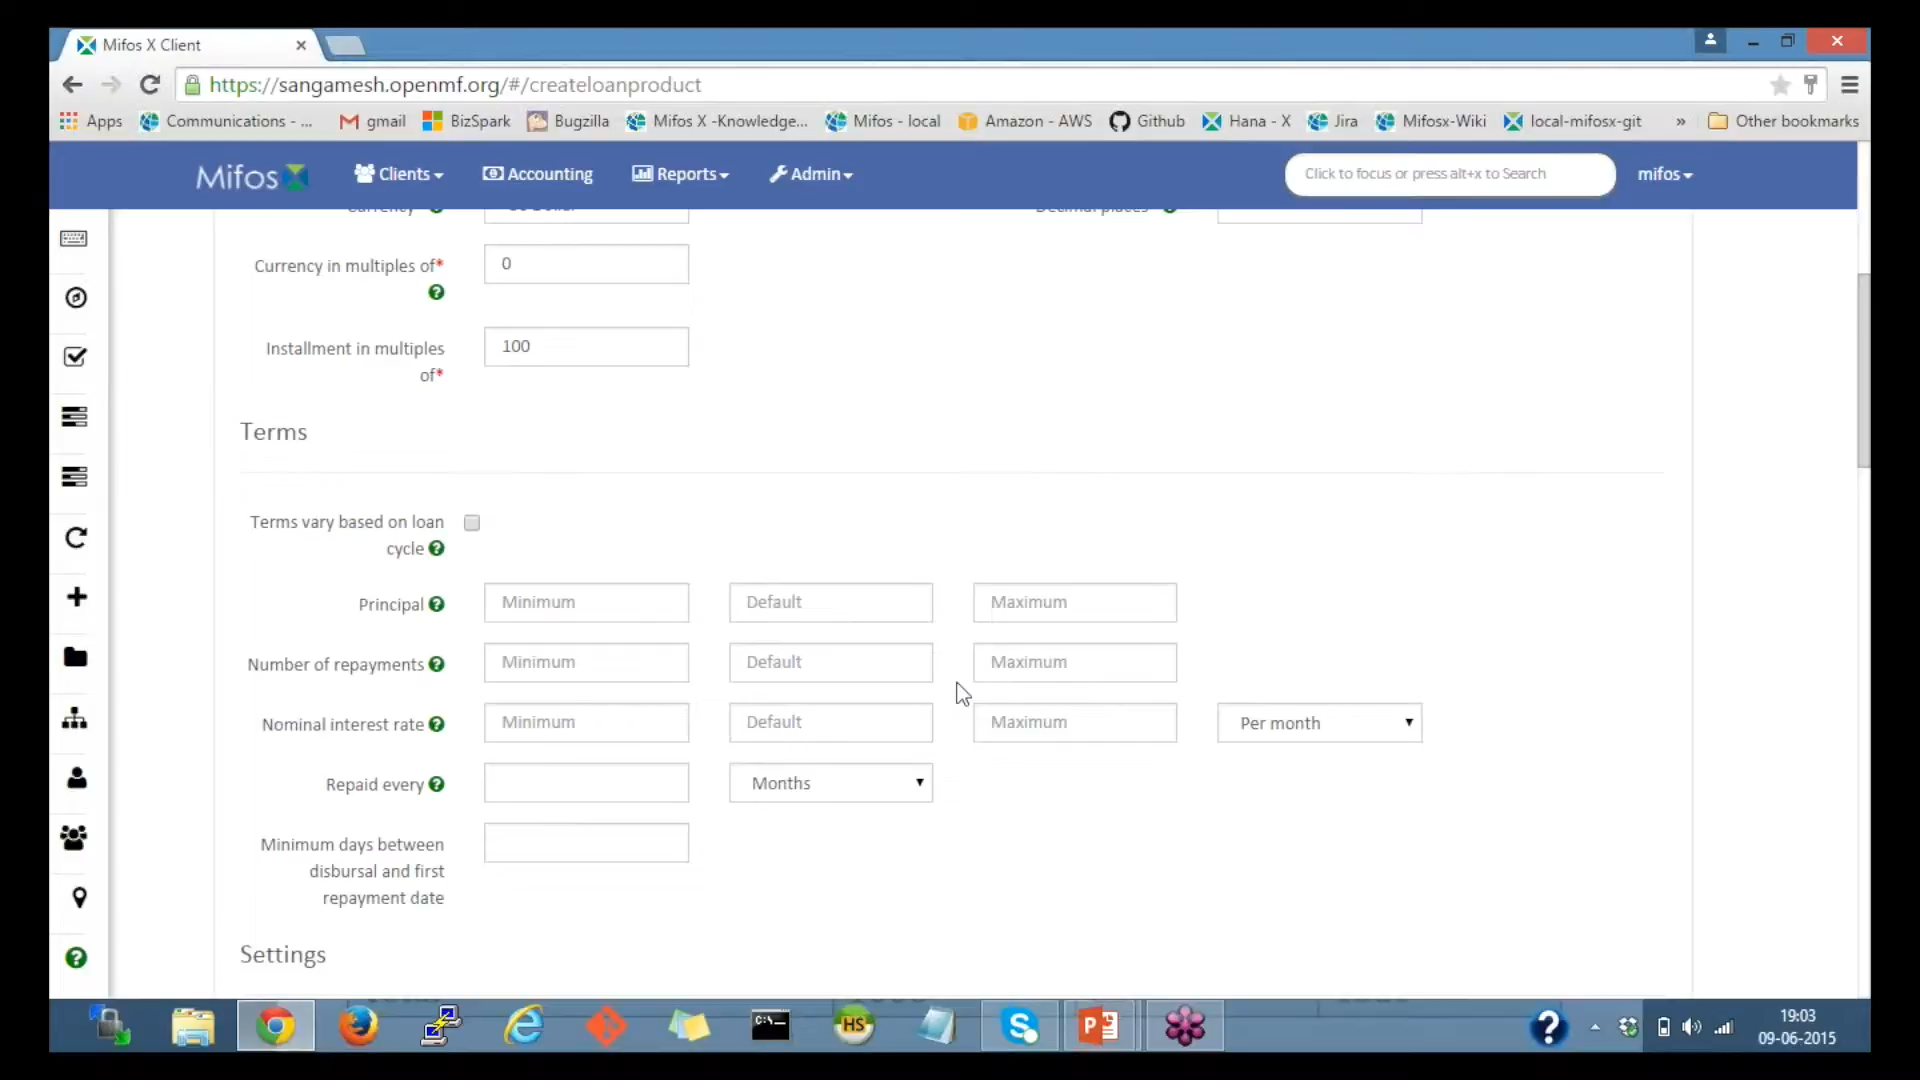 Mifos X Client
https://sangamesh.openmf.org/#/createloanproduct
Apps Communications - ... gmail BizSpark Bugzilla Mifos X -Knowledge... Mifos - local Amazon - AWS Github Hana - X Jira Mifosx-Wiki local-mifosx-git » Other bookmarks
Mifos Clients Accounting Reports Admin Click to focus or press alt+x to Search mifos
Currency Decimal places
Currency in multiples of* 0
Installment in multiples of* 100
Terms
Terms vary based on loan cycle
Principal Minimum Default Maximum
Number of repayments Minimum Default Maximum
Nominal interest rate Minimum Default Maximum Per month
Repaid every Months
Minimum days between
disbursal and first
repayment date
Settings
HS
19:03
09-06-2015